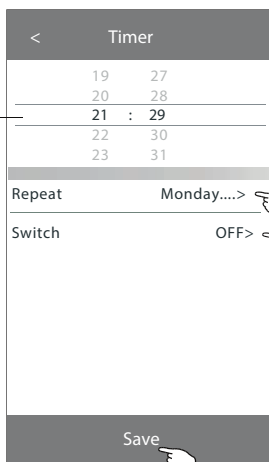 < Timer
19 27
20 28
21 : 29
22 30
23 31
Repeat Monday....>
Switch OFF>
Save